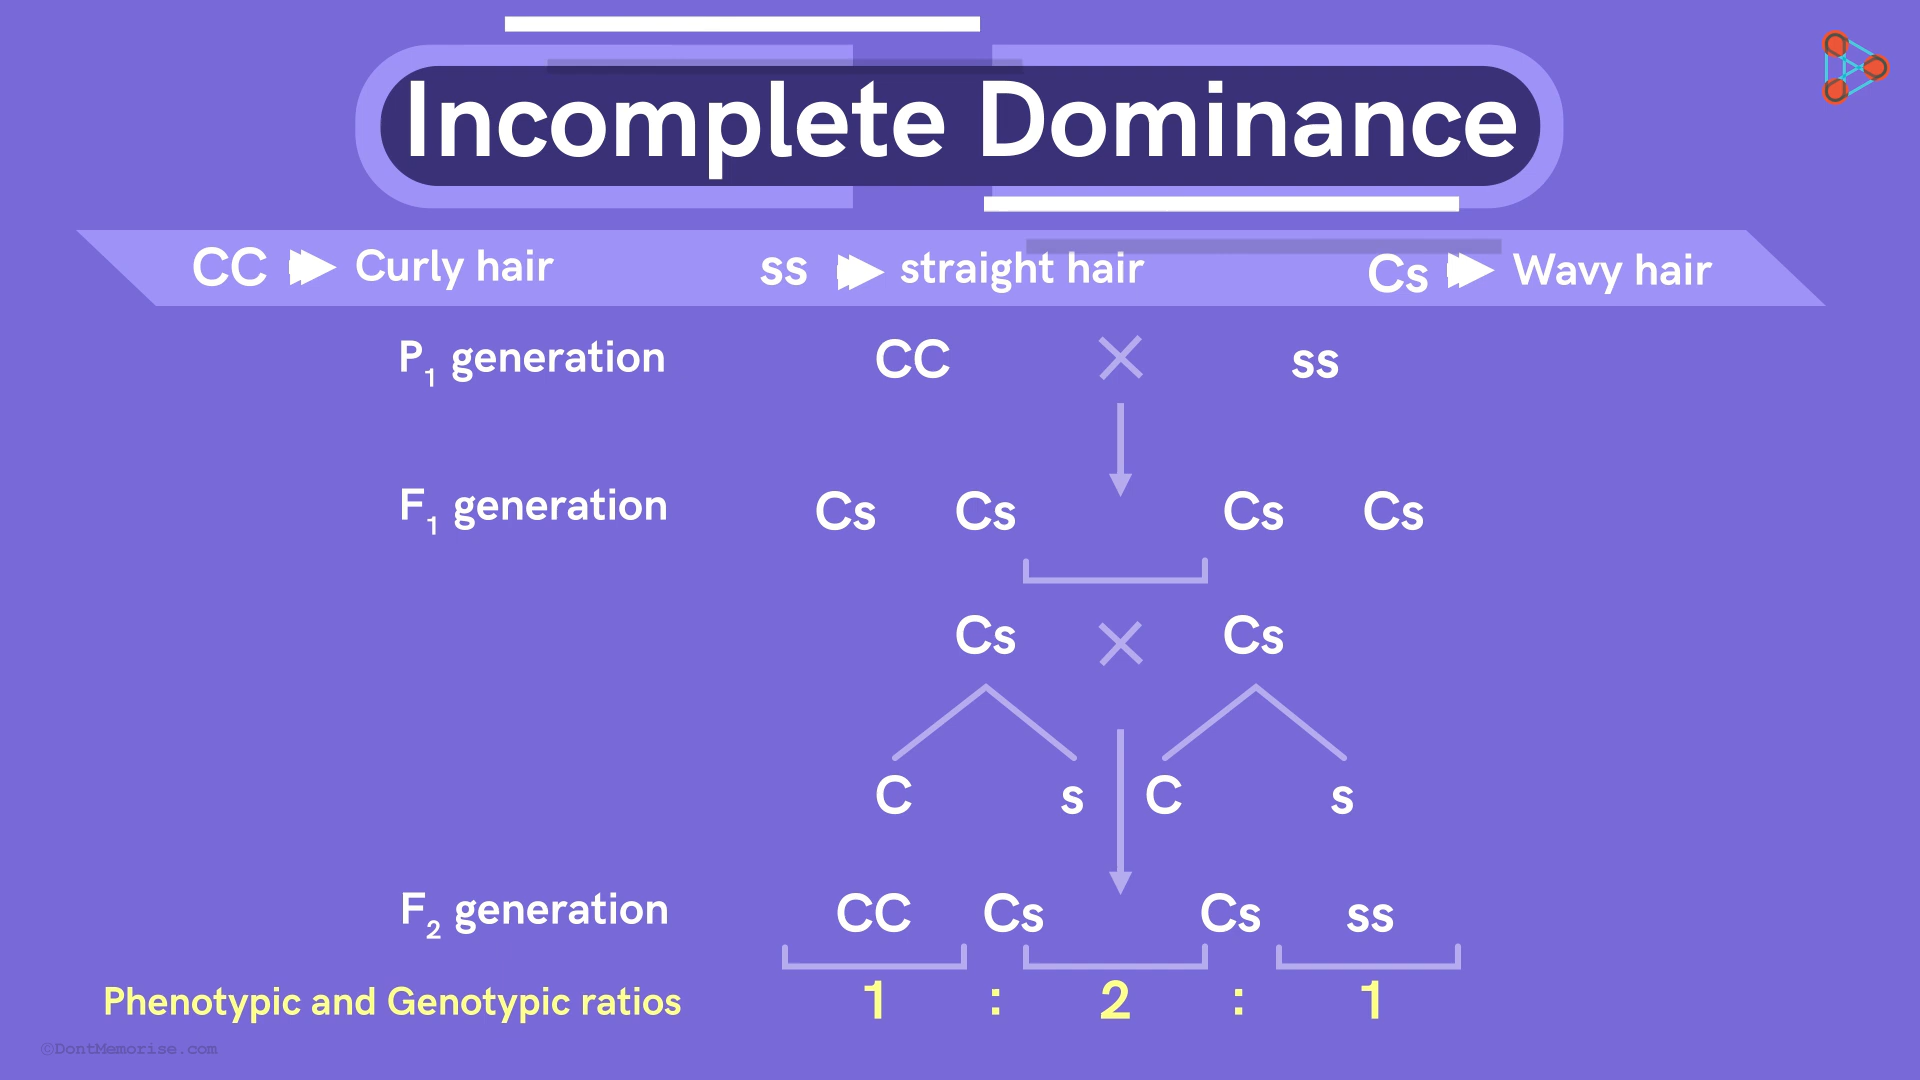 Incomplete Dominance
CC Curly hair ss straight hair Cs Wavy hair
P1 generation CC × ss
F1 generation Cs Cs Cs Cs
Cs × Cs
C s C s
F2 generation CC Cs Cs ss
Phenotypic and Genotypic ratios 1 : 2 : 1
©DontMemorise.com